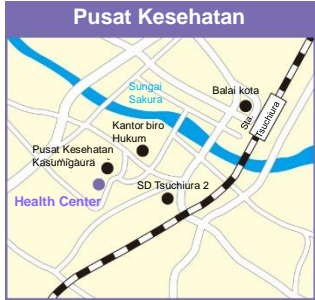 Pusat Kesehatan
Sungai
Sakura
Balai kota
Sta.
Tsuchiura
Kantor biro
Hukum
Pusat Kesehatan
Kasumigaura
SD Tsuchiura 2
Health Center